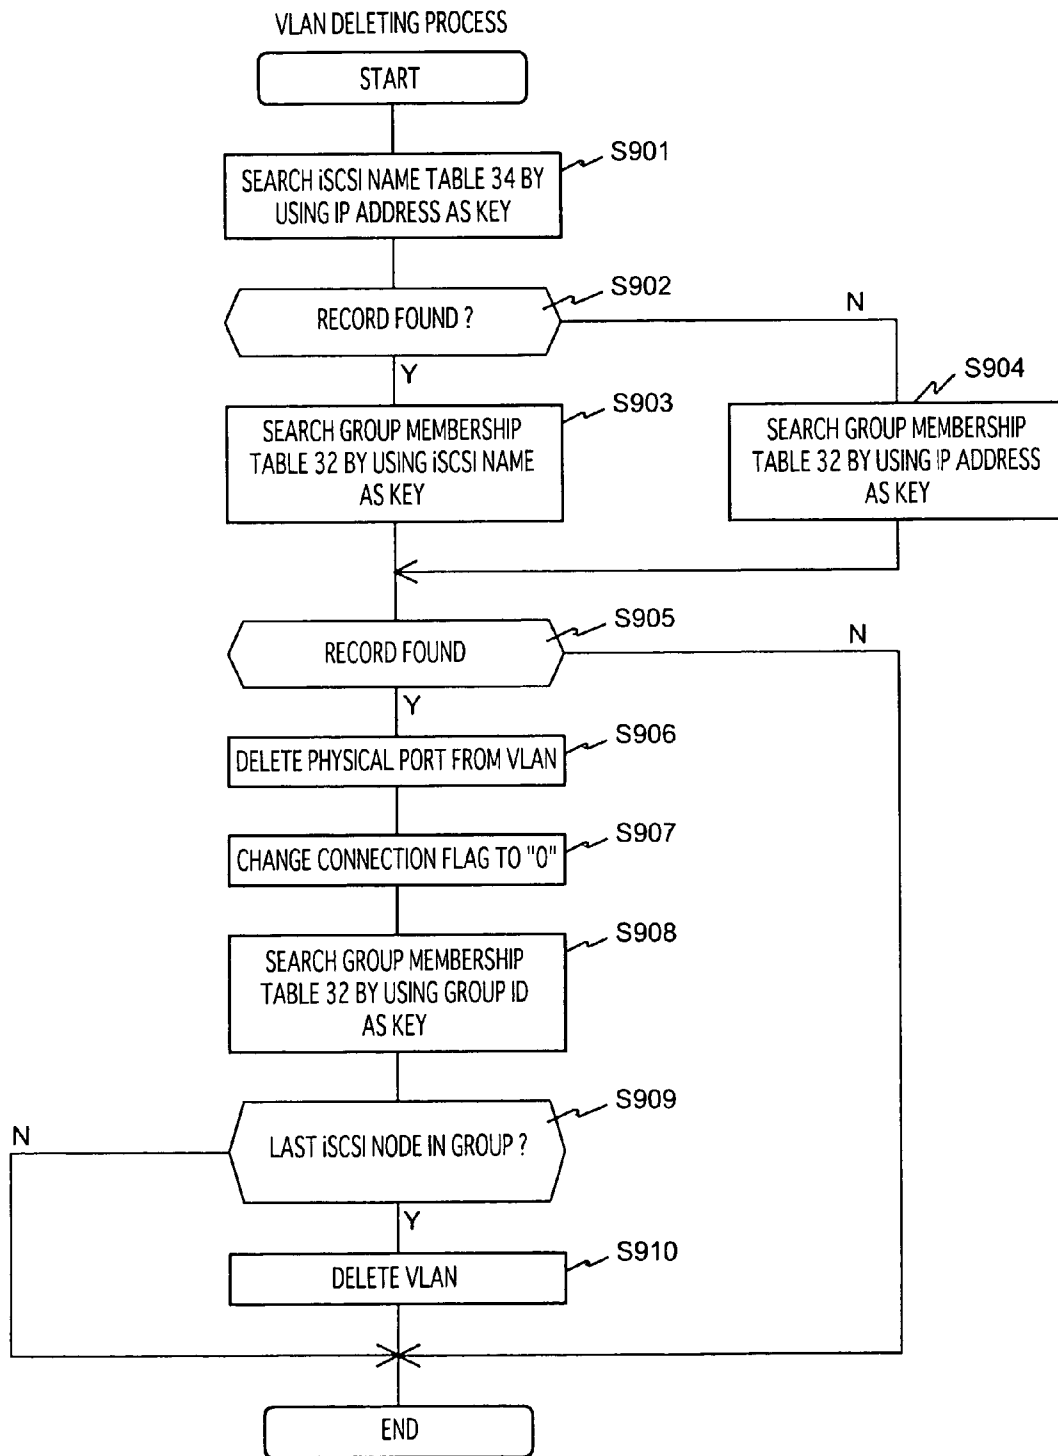 VLAN DELETING PROCESS
START
S901
SEARCH iSCSI NAME TABLE 34 BY
USING IP ADDRESS AS KEY
S902
RECORD FOUND ?
N
Y
S903
SEARCH GROUP MEMBERSHIP
TABLE 32 BY USING iSCSI NAME
AS KEY
S904
SEARCH GROUP MEMBERSHIP
TABLE 32 BY USING IP ADDRESS
AS KEY
S905
RECORD FOUND
N
Y
S906
DELETE PHYSICAL PORT FROM VLAN
S907
CHANGE CONNECTION FLAG TO "0"
S908
SEARCH GROUP MEMBERSHIP
TABLE 32 BY USING GROUP ID
AS KEY
S909
N
LAST iSCSI NODE IN GROUP ?
Y
S910
DELETE VLAN
END